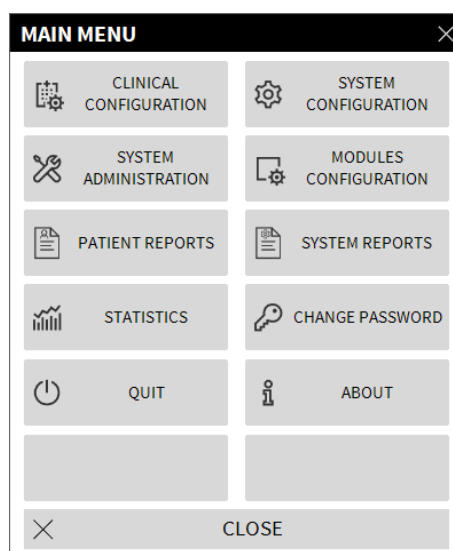 MAIN MENU
CLINICAL
CONFIGURATION
SYSTEM
CONFIGURATION
SYSTEM
ADMINISTRATION
MODULES
CONFIGURATION
PATIENT REPORTS
SYSTEM REPORTS
STATISTICS
CHANGE PASSWORD
QUIT
ABOUT
CLOSE